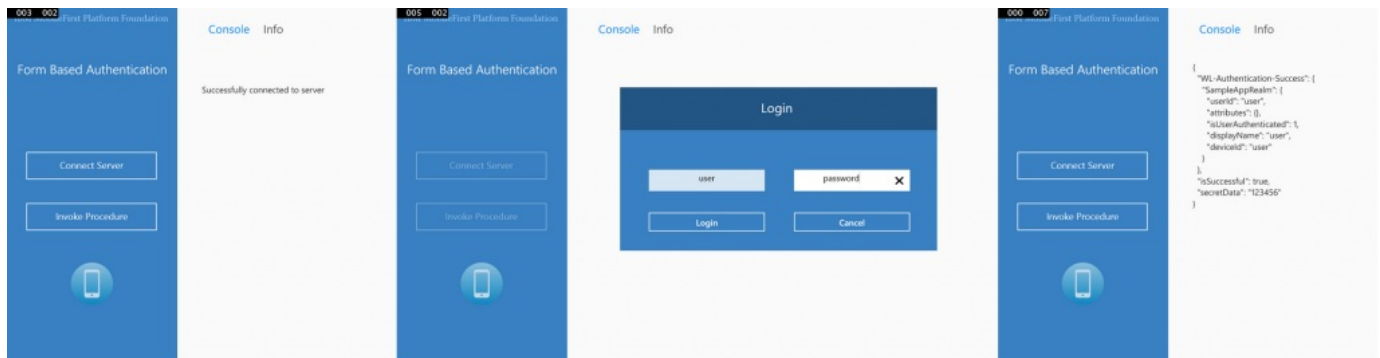 003 002
First Platform Foundation
Console Info
Form Based Authentication
Successfully connected to server
Connect Server
Invoke Procedure
005 002
First Platform Foundation
Console Info
Form Based Authentication
Login
Connect Server
user password
Invoke Procedure
Login Cancel
000 007
First Platform Foundation
Console Info
Form Based Authentication
{
"WL-Authentication-Success": {
"SampleAppRealm": {
"userId": "user",
"attributes": {},
"isUserAuthenticated": 1,
"displayName": "user",
"deviceId": "user"
}
},
"isSuccessful": true,
"secretData": "123456"
}
Connect Server
Invoke Procedure